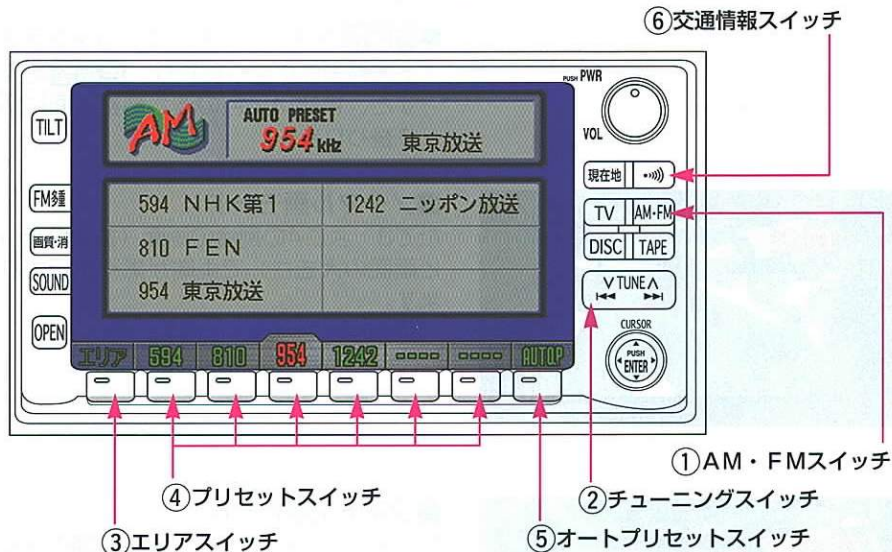 ⑥交通情報スイッチ
PUSH PWR
VOL
TILT
FM多重
画質・消
SOUND
OPEN
AM
AUTO PRESET
954 kHz 東京放送
594 NHK第1 1242 ニッポン放送
810 FEN
954 東京放送
エリア 594 810 954 1242 ---- ---- AUTO.P
現在地
TV AM・FM
DISC TAPE
∨ TUNE ∧
CURSOR
PUSH
ENTER
①AM・FMスイッチ
②チューニングスイッチ
④プリセットスイッチ
③エリアスイッチ
⑤オートプリセットスイッチ